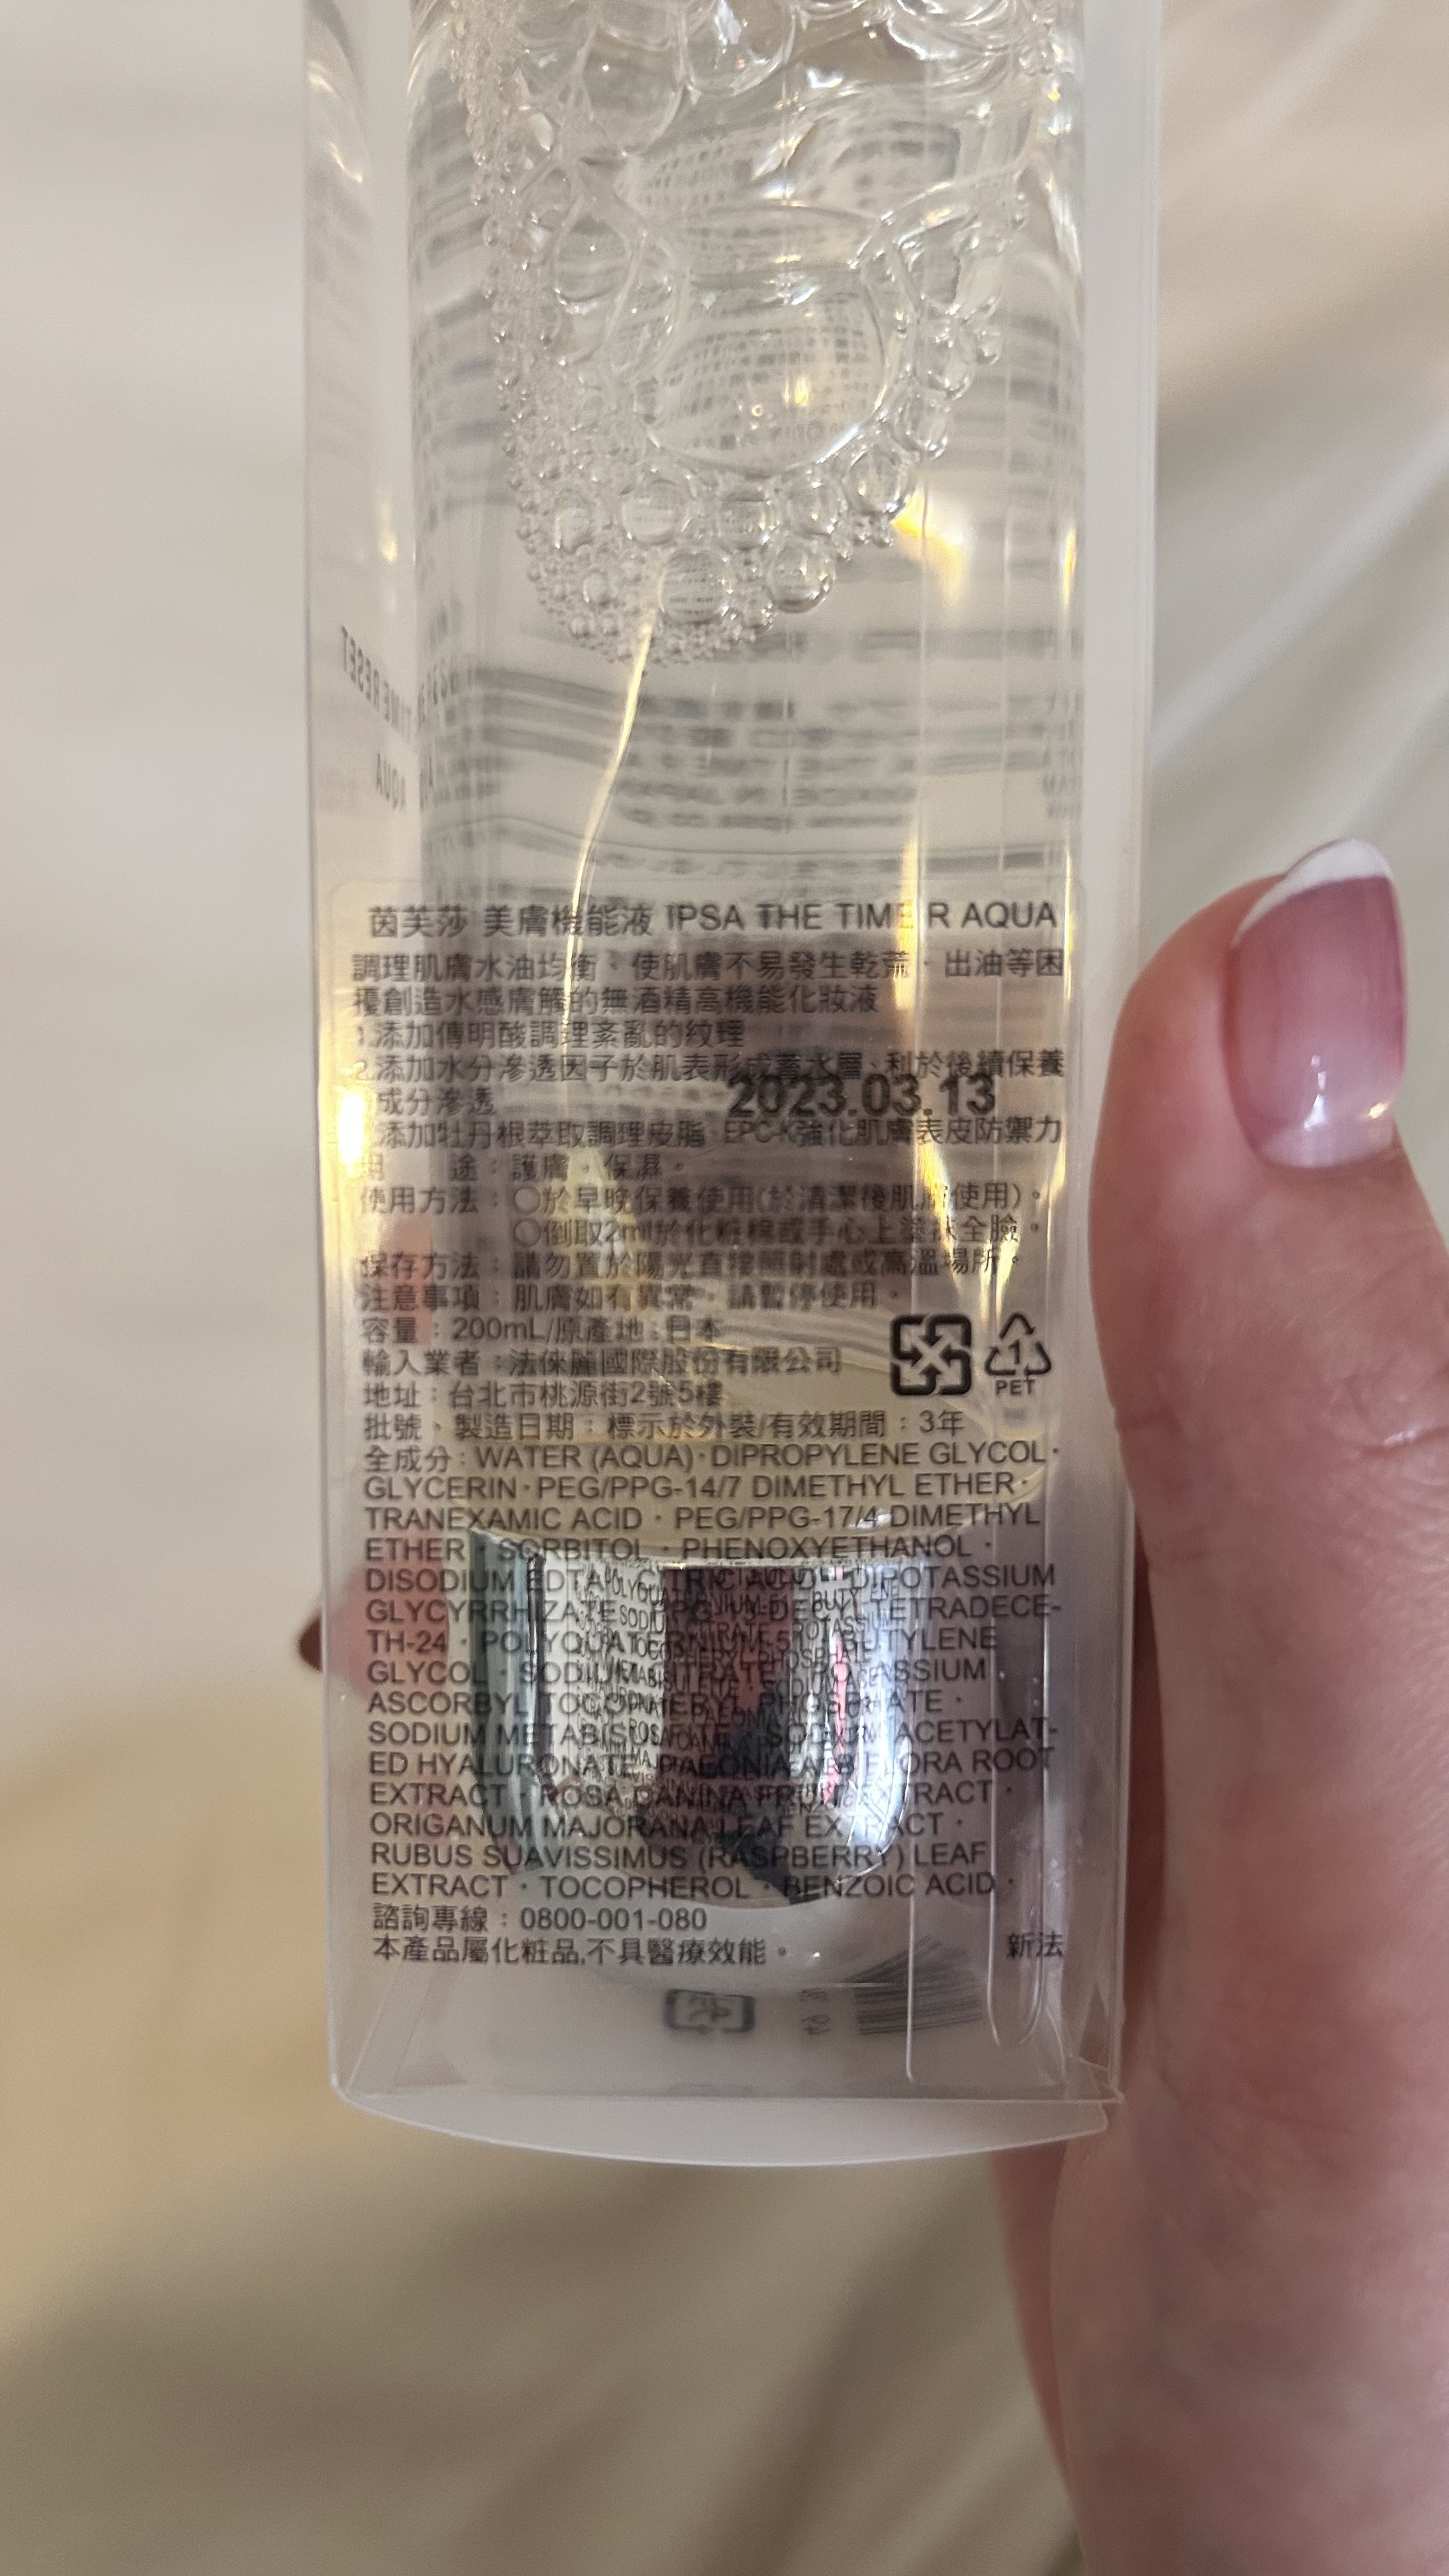 TIME RESET
AQUA
茵芙莎 美膚機能液 IPSA THE TIME R AQUA
調理肌膚水油均衡、使肌膚不易發生乾荒、出油等困
擾創造水感膚觸的無酒精高機能化妝液
1.添加傳明酸調理紊亂的紋理
2.添加水分滲透因子於肌表形成蓄水層、利於後續保養
成分滲透
2023.03.13
添加牡丹根萃取調理皮脂 EPC-K強化肌膚表皮防禦力
用 途：護膚、保濕。
使用方法：○於早晚保養使用(於清潔後肌膚使用)。
○倒取2ml於化粧棉或手心上塗抹全臉。
保存方法：請勿置於陽光直接照射處或高溫場所。
注意事項：肌膚如有異常、請暫停使用。
容量：200mL/原產地：日本
輸入業者：法徠麗國際股份有限公司
地址：台北市桃源街2號5樓
1
PET
批號、製造日期：標示於外裝/有效期間：3年
全成分：WATER (AQUA)·DIPROPYLENE GLYCOL·
GLYCERIN·PEG/PPG-14/7 DIMETHYL ETHER·
TRANEXAMIC ACID · PEG/PPG-17/4 DIMETHYL
ETHER · SORBITOL · PHENOXYETHANOL ·
DISODIUM EDTA · CITRIC ACID · DIPOTASSIUM
GLYCYRRHIZATE · PPG-13-DECYLTETRADECE-
TH-24 · POLYQUATERNIUM-51 · BUTYLENE
GLYCOL · SODIUM CITRATE · POTASSIUM
ASCORBYL TOCOPHERYL PHOSPHATE ·
SODIUM METABISULFITE · SODIUM ACETYLAT-
ED HYALURONATE · PAEONIA ALBIFLORA ROOT
EXTRACT · ROSA CANINA FRUIT EXTRACT ·
ORIGANUM MAJORANA LEAF EXTRACT ·
RUBUS SUAVISSIMUS (RASPBERRY) LEAF
EXTRACT · TOCOPHEROL · BENZOIC ACID ·
諮詢專線：0800-001-080
本產品屬化粧品,不具醫療效能。 新法